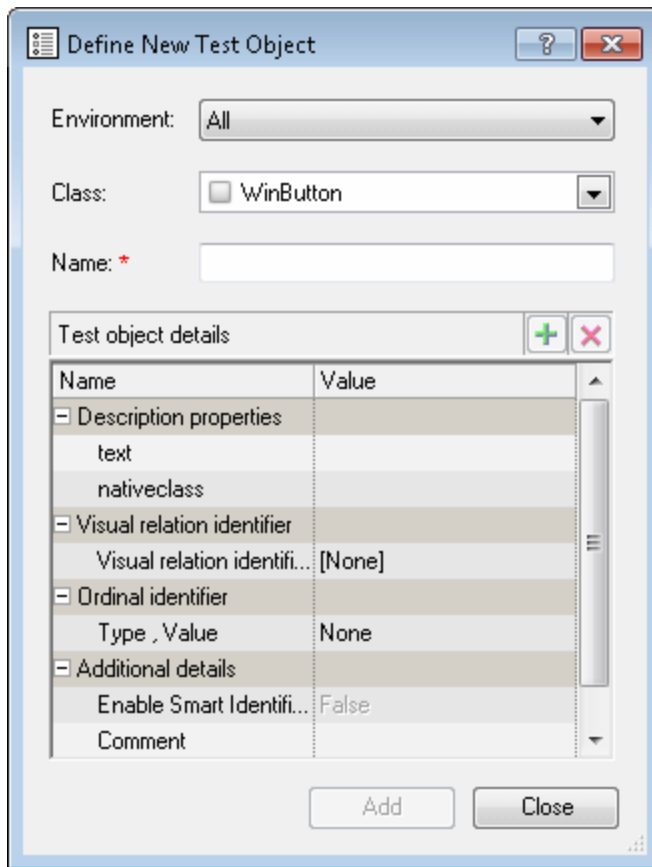 Define New Test Object
Environment: All
Class: WinButton
Name: *
Test object details
Name Value
Description properties
text
nativeclass
Visual relation identifier
Visual relation identifi... [None]
Ordinal identifier
Type , Value None
Additional details
Enable Smart Identifi... False
Comment
Add Close